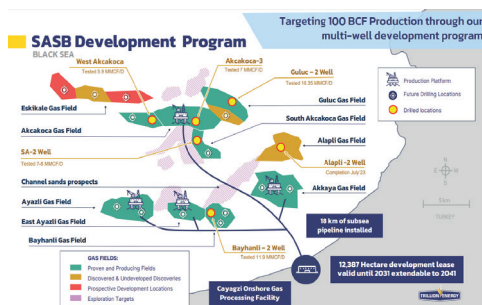 Targeting 100 BCF Production through our
multi-well development program
SASB Development Program
BLACK SEA
West Akcakoca
Akcakoca-3
Tested 7 MMCF/D
Guluc - 2 Well
Tested 16.35 MMCF/D
Production Platform
Future Drilling Locations
Drilled locations
Eskikale Gas Field
Guluc Gas Field
Akcakoca Gas Field
South Akcakoca Gas Field
SA-2 Well
Tested 7-8 MMCF/D
Alapli Gas Field
Alapli -2 Well
Completion July'23
Channel sands prospects
Akkaya Gas Field
Ayazli Gas Field
East Ayazli Gas Field
Bayhanli Gas Field
Bayhanli - 2 Well
Tested 11.9 MMCF/D
18 km of subsea
pipeline installed
N
W
E
S
5km
TURKEY
GAS FIELDS:
Proven and Producing Fields
Discovered & Undeveloped Discoveries
Prospective Development Locations
Exploration Targets
Cayagzi Onshore Gas
Processing Facility
12,387 Hectare development lease
valid until 2031 extendable to 2041
TRILLION ENERGY